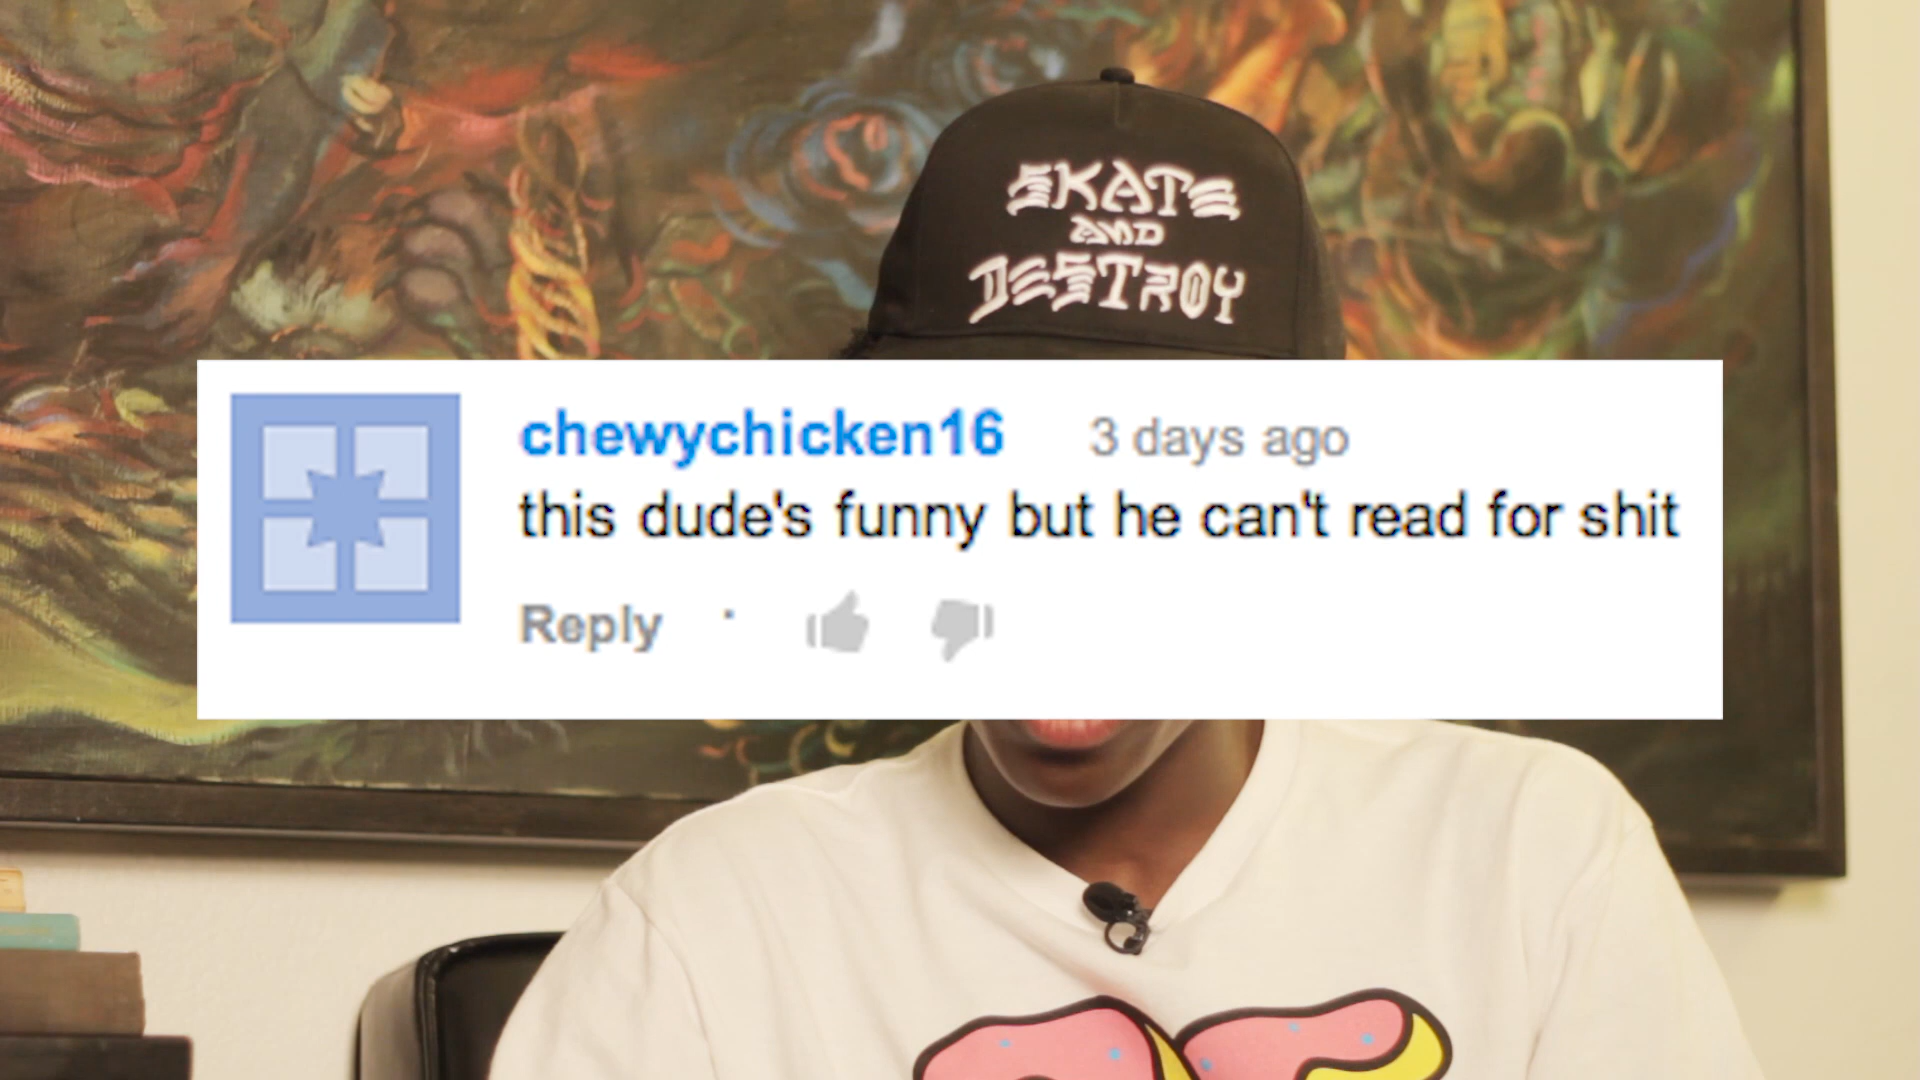 SKATE
AND
DESTROY
chewychicken16 3 days ago
this dude's funny but he can't read for shit
Reply ·